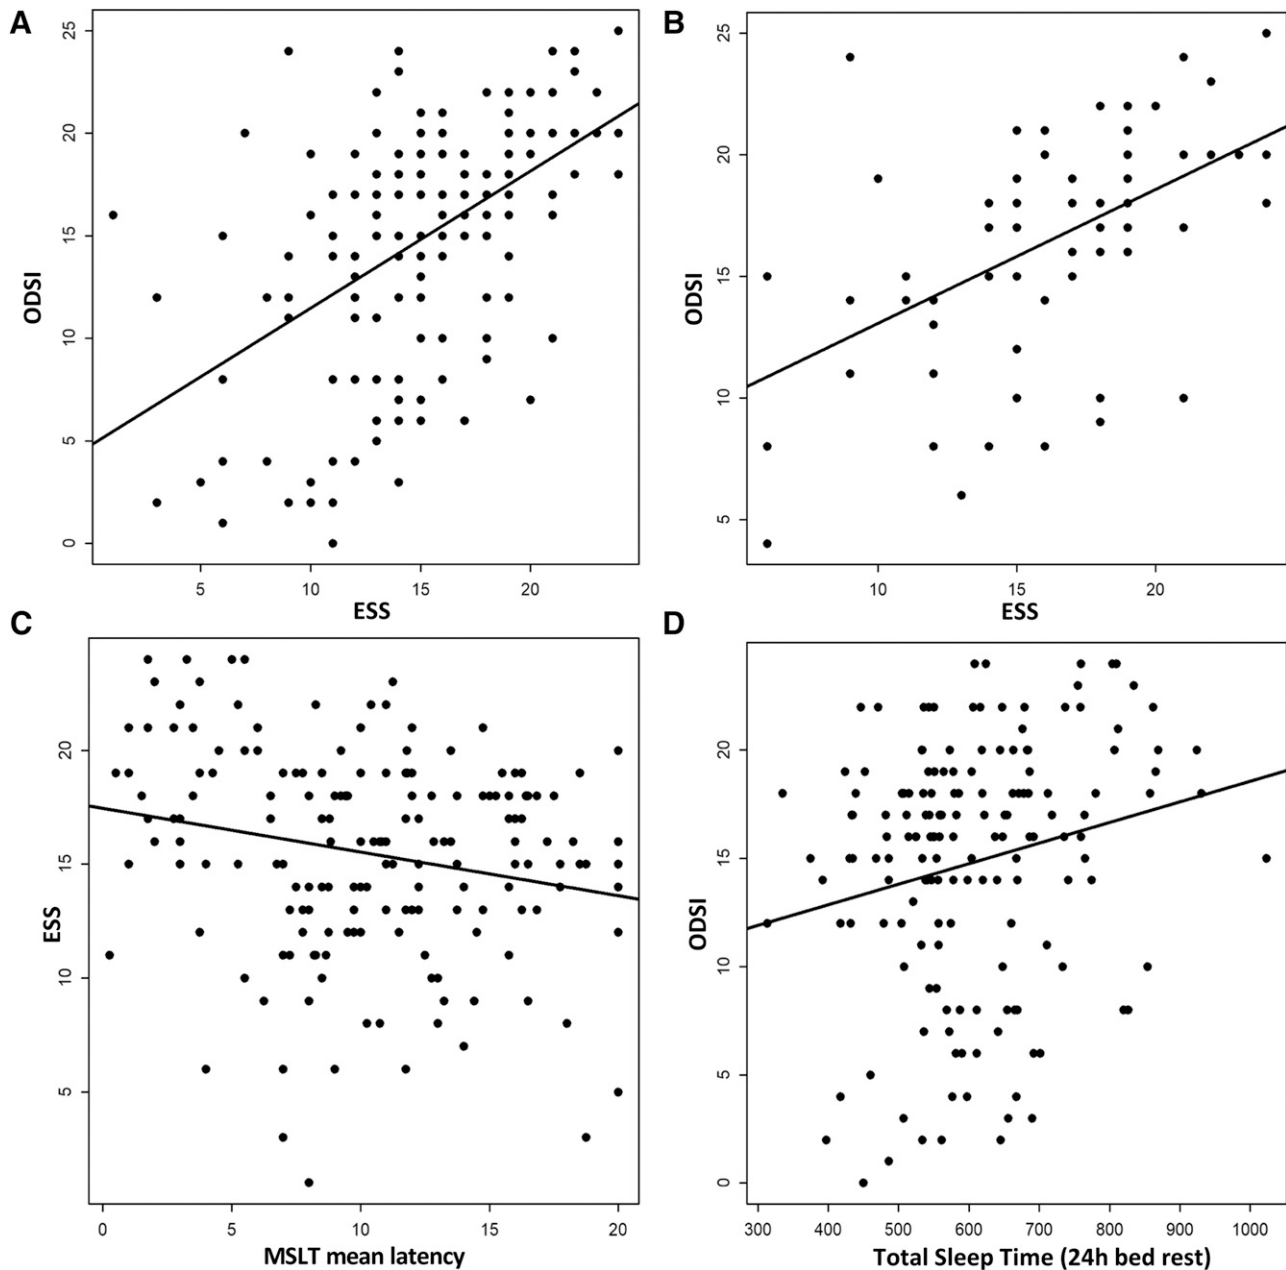 A
25
20
15
10
5
0
ODSI
5 10 15 20
ESS
B
25
20
15
10
5
ODSI
10 15 20
ESS
C
20
15
10
5
ESS
0 5 10 15 20
MSLT mean latency
D
20
15
10
5
0
ODSI
300 400 500 600 700 800 900 1000
Total Sleep Time (24h bed rest)